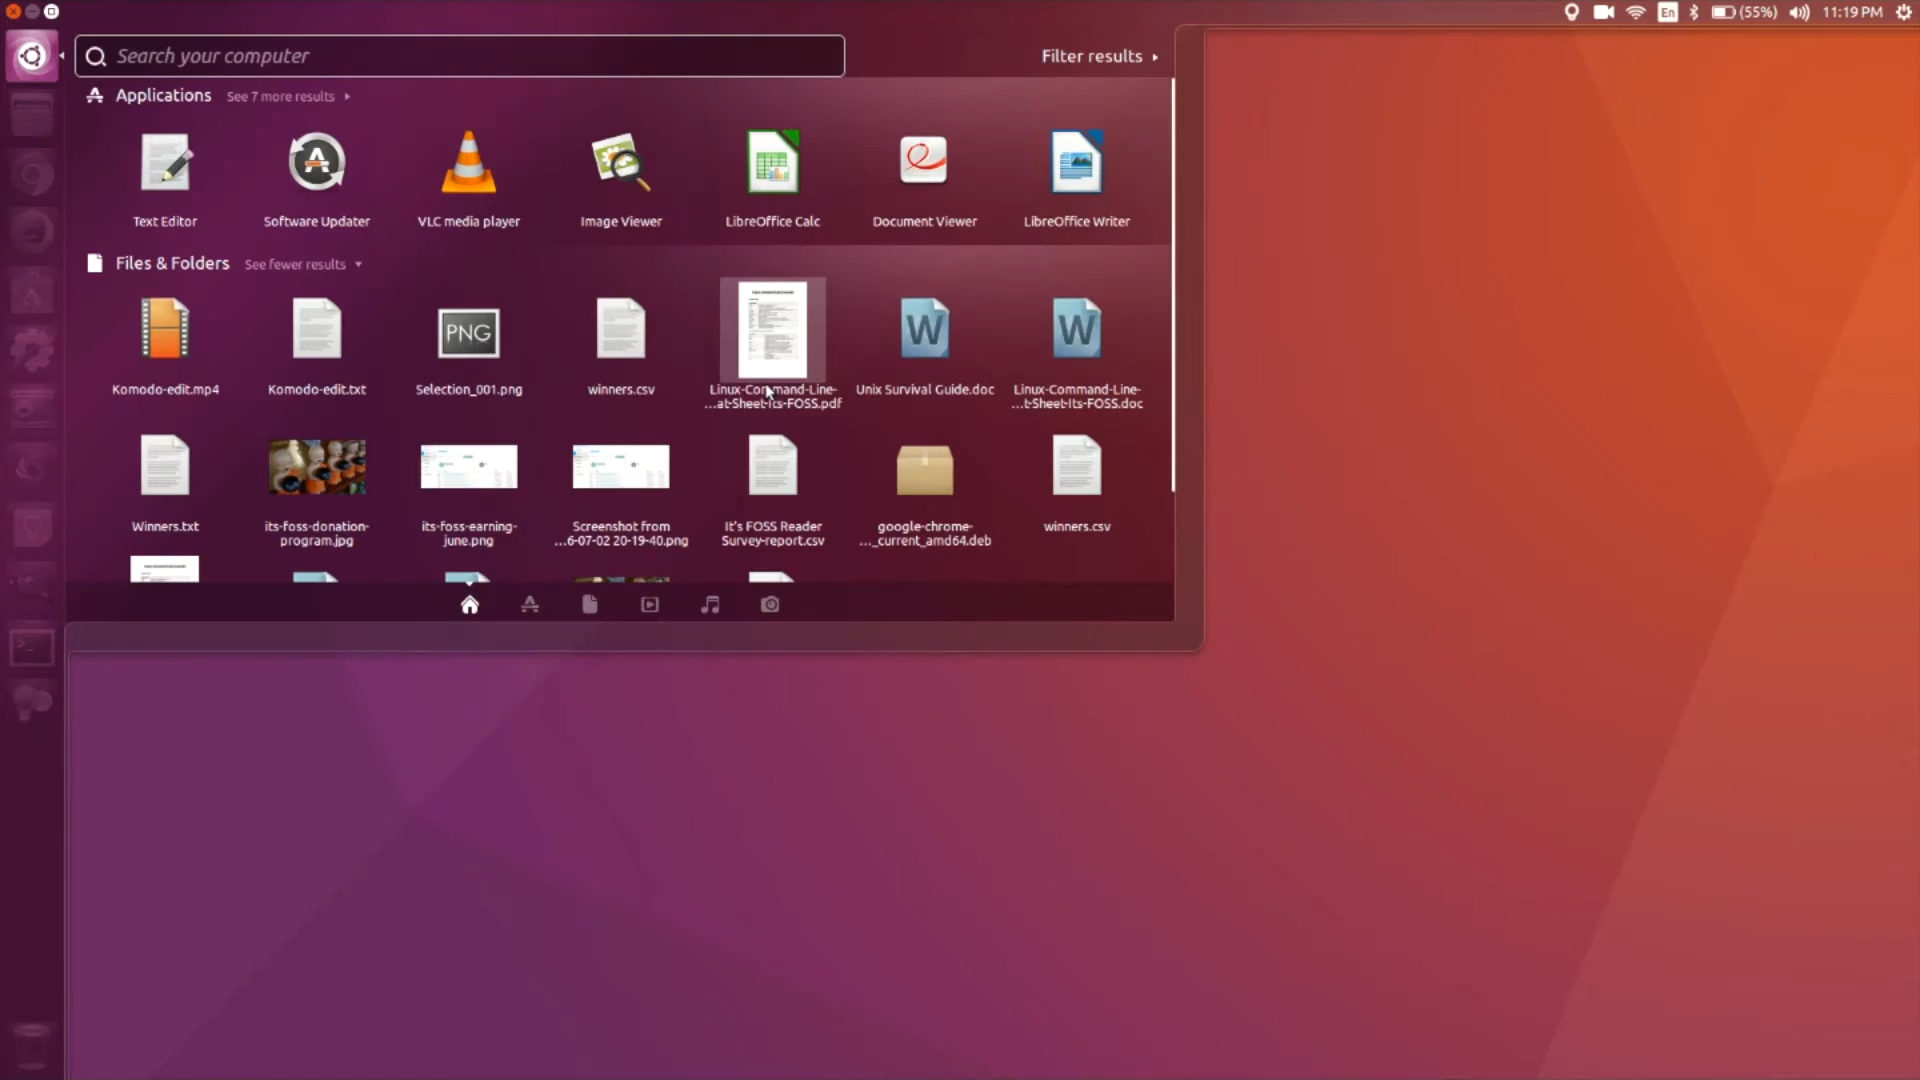 En (55%) 11:19 PM
Search your computer
Filter results
Applications See 7 more results
Text Editor
Software Updater
VLC media player
Image Viewer
LibreOffice Calc
Document Viewer
LibreOffice Writer
Files & Folders See fewer results
PNG
W
W
Komodo-edit.mp4
Komodo-edit.txt
Selection_001.png
winners.csv
Linux-Command-Line-
...at-Sheet-Its-FOSS.pdf
Unix Survival Guide.doc
Linux-Command-Line-
...t-Sheet-Its-FOSS.doc
Winners.txt
its-foss-donation-
program.jpg
its-foss-earning-
june.png
Screenshot from
...6-07-02 20-19-40.png
It's FOSS Reader
Survey-report.csv
google-chrome-
..._current_amd64.deb
winners.csv